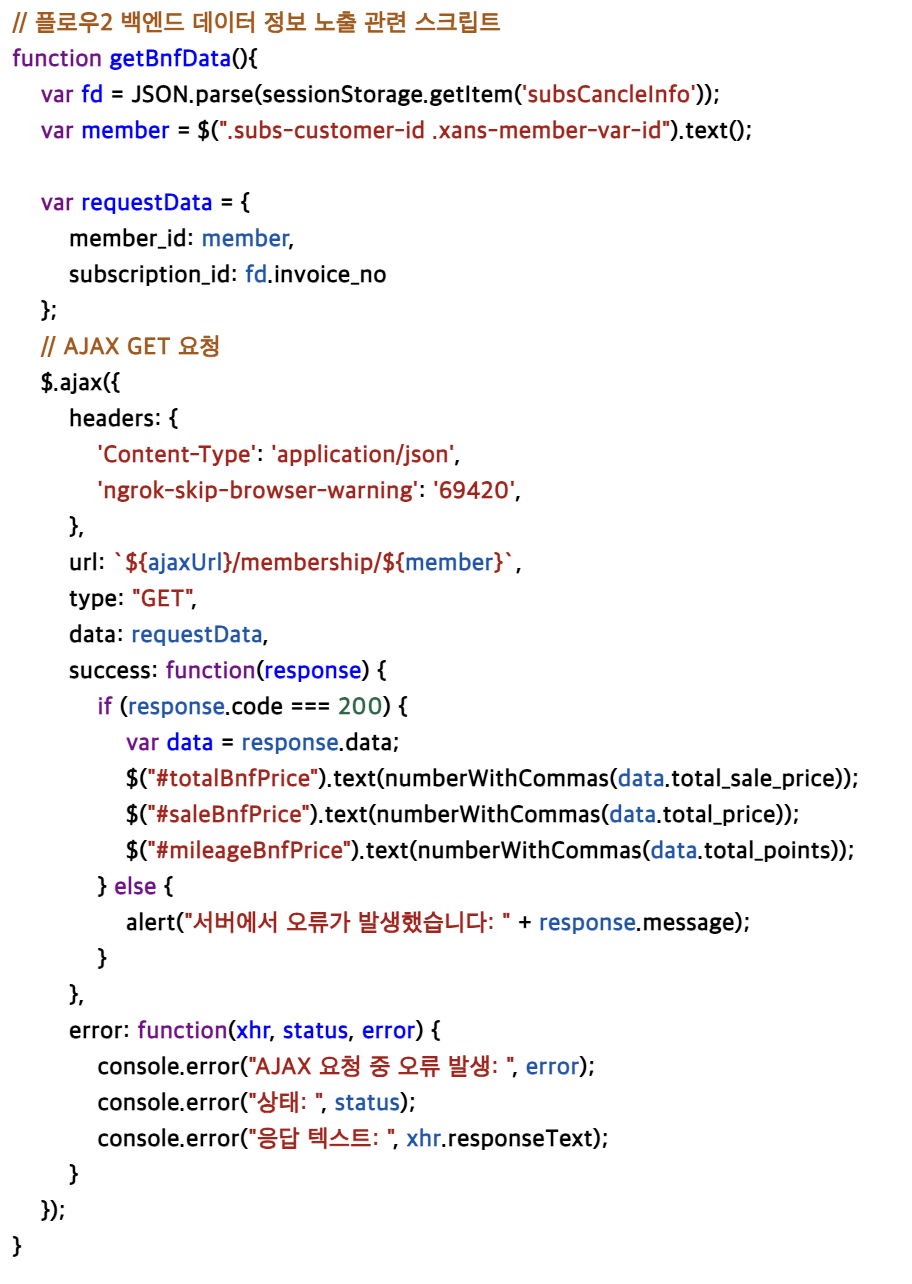 // 플로우2 백엔드 데이터 정보 노출 관련 스크립트
function getBnfData(){
    var fd = JSON.parse(sessionStorage.getItem('subsCancleInfo'));
    var member = $(".subs-customer-id .xans-member-var-id").text();

    var requestData = {
        member_id: member,
        subscription_id: fd.invoice_no
    };
    // AJAX GET 요청
    $.ajax({
        headers: {
            'Content-Type': 'application/json',
            'ngrok-skip-browser-warning': '69420',
        },
        url: `${ajaxUrl}/membership/${member}`,
        type: "GET",
        data: requestData,
        success: function(response) {
            if (response.code === 200) {
                var data = response.data;
                $("#totalBnfPrice").text(numberWithCommas(data.total_sale_price));
                $("#saleBnfPrice").text(numberWithCommas(data.total_price));
                $("#mileageBnfPrice").text(numberWithCommas(data.total_points));
            } else {
                alert("서버에서 오류가 발생했습니다: " + response.message);
            }
        },
        error: function(xhr, status, error) {
            console.error("AJAX 요청 중 오류 발생: ", error);
            console.error("상태: ", status);
            console.error("응답 텍스트: ", xhr.responseText);
        }
    });
}